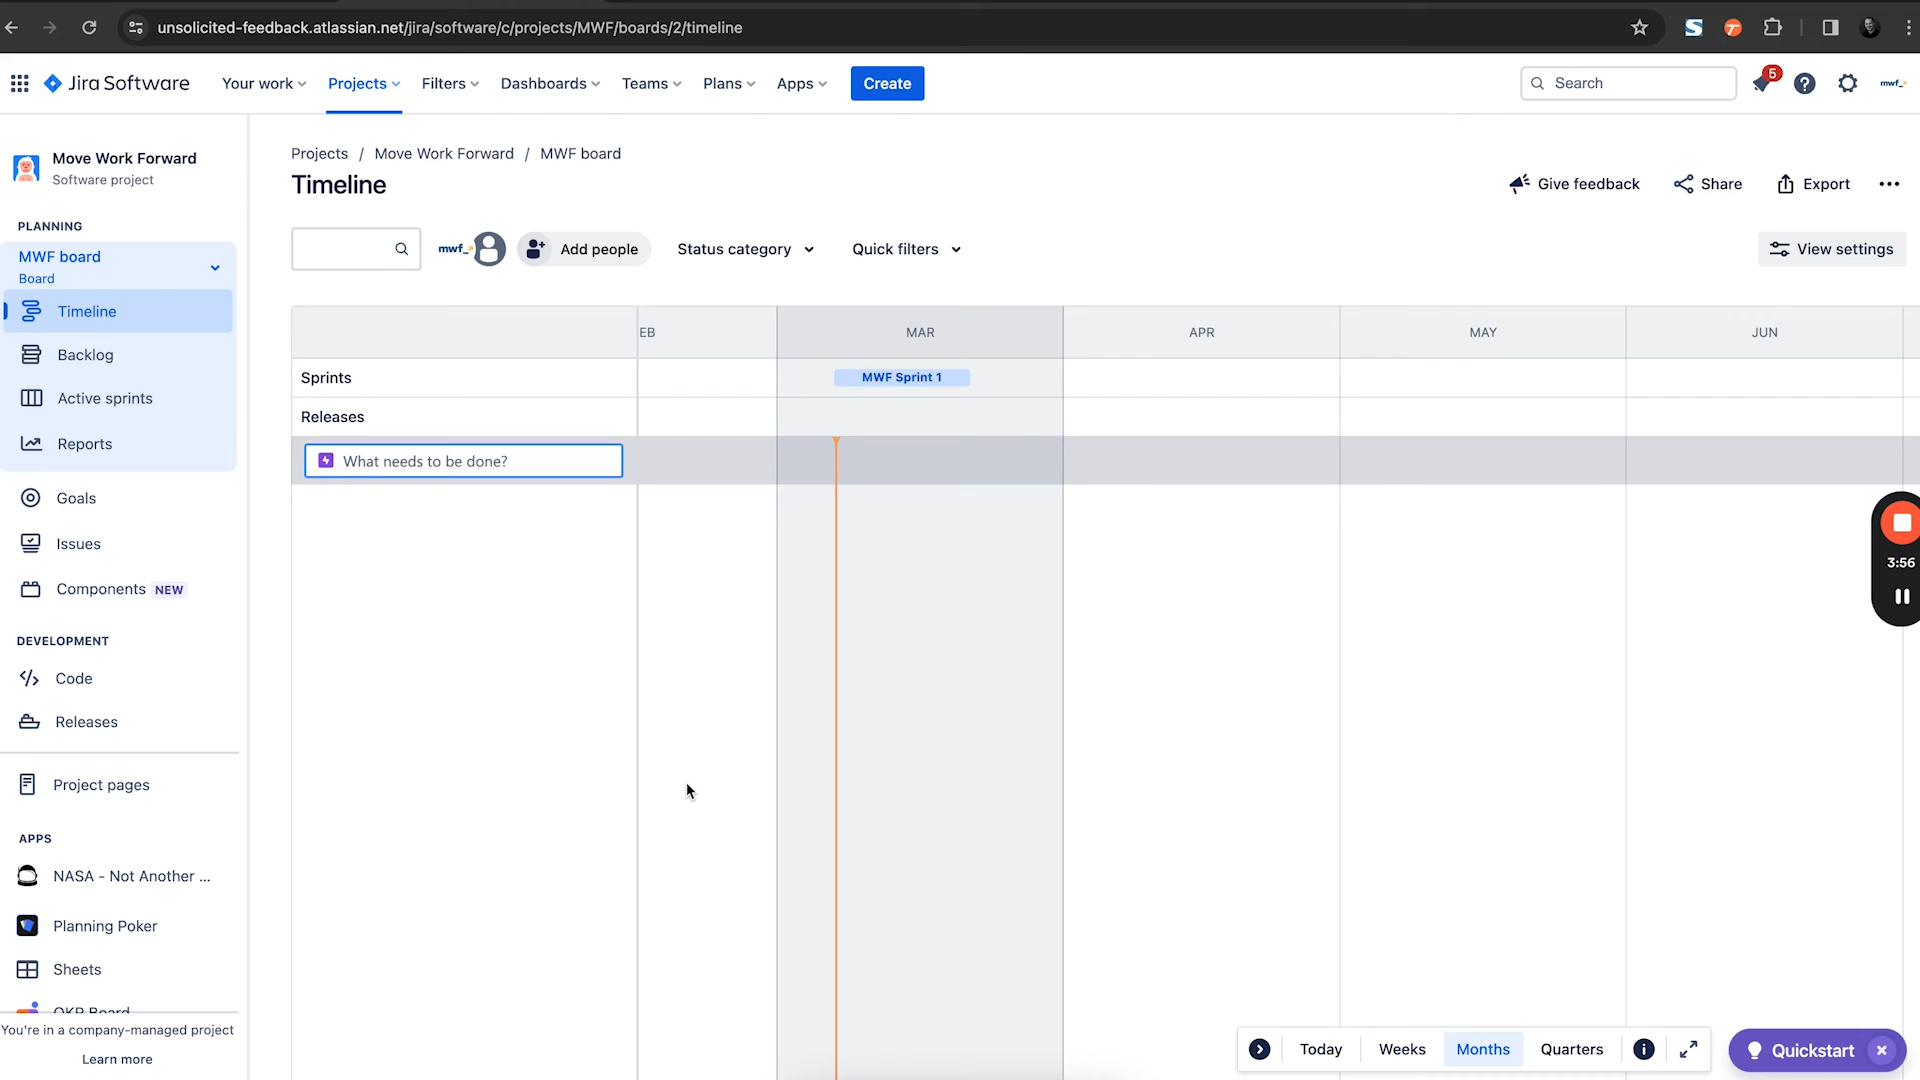 unsolicited-feedback.atlassian.net/jira/software/c/projects/MWF/boards/2/timeline
Jira Software
Your work
Projects
Filters
Dashboards
Teams
Plans
Apps
Create
Search
5
mwf_
Move Work Forward
Software project
Projects / Move Work Forward / MWF board
Timeline
Give feedback
Share
Export
mwf_
Add people
Status category
Quick filters
View settings
PLANNING
MWF board
Board
Timeline
Backlog
Active sprints
Reports
Goals
Issues
Components NEW
DEVELOPMENT
Code
Releases
Project pages
APPS
NASA - Not Another ...
Planning Poker
Sheets
OKR Board
You're in a company-managed project
Learn more
EB
MAR
APR
MAY
JUN
Sprints
MWF Sprint 1
Releases
What needs to be done?
3:56
Today
Weeks
Months
Quarters
Quickstart